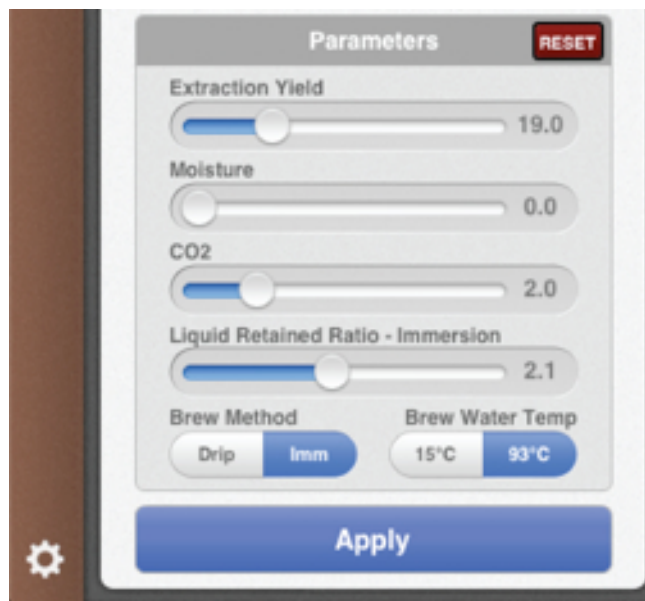 Parameters RESET
Extraction Yield
19.0
Moisture
0.0
CO2
2.0
Liquid Retained Ratio - Immersion
2.1
Brew Method Brew Water Temp
Drip Imm 15°C 93°C
Apply